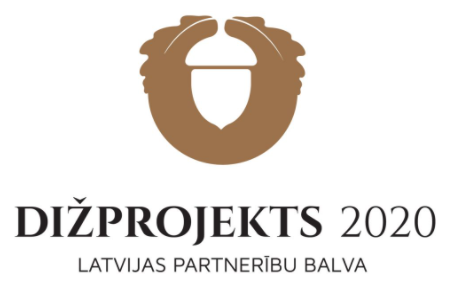 DIŽPROJEKTS 2020
LATVIJAS PARTNERĪBU BALVA